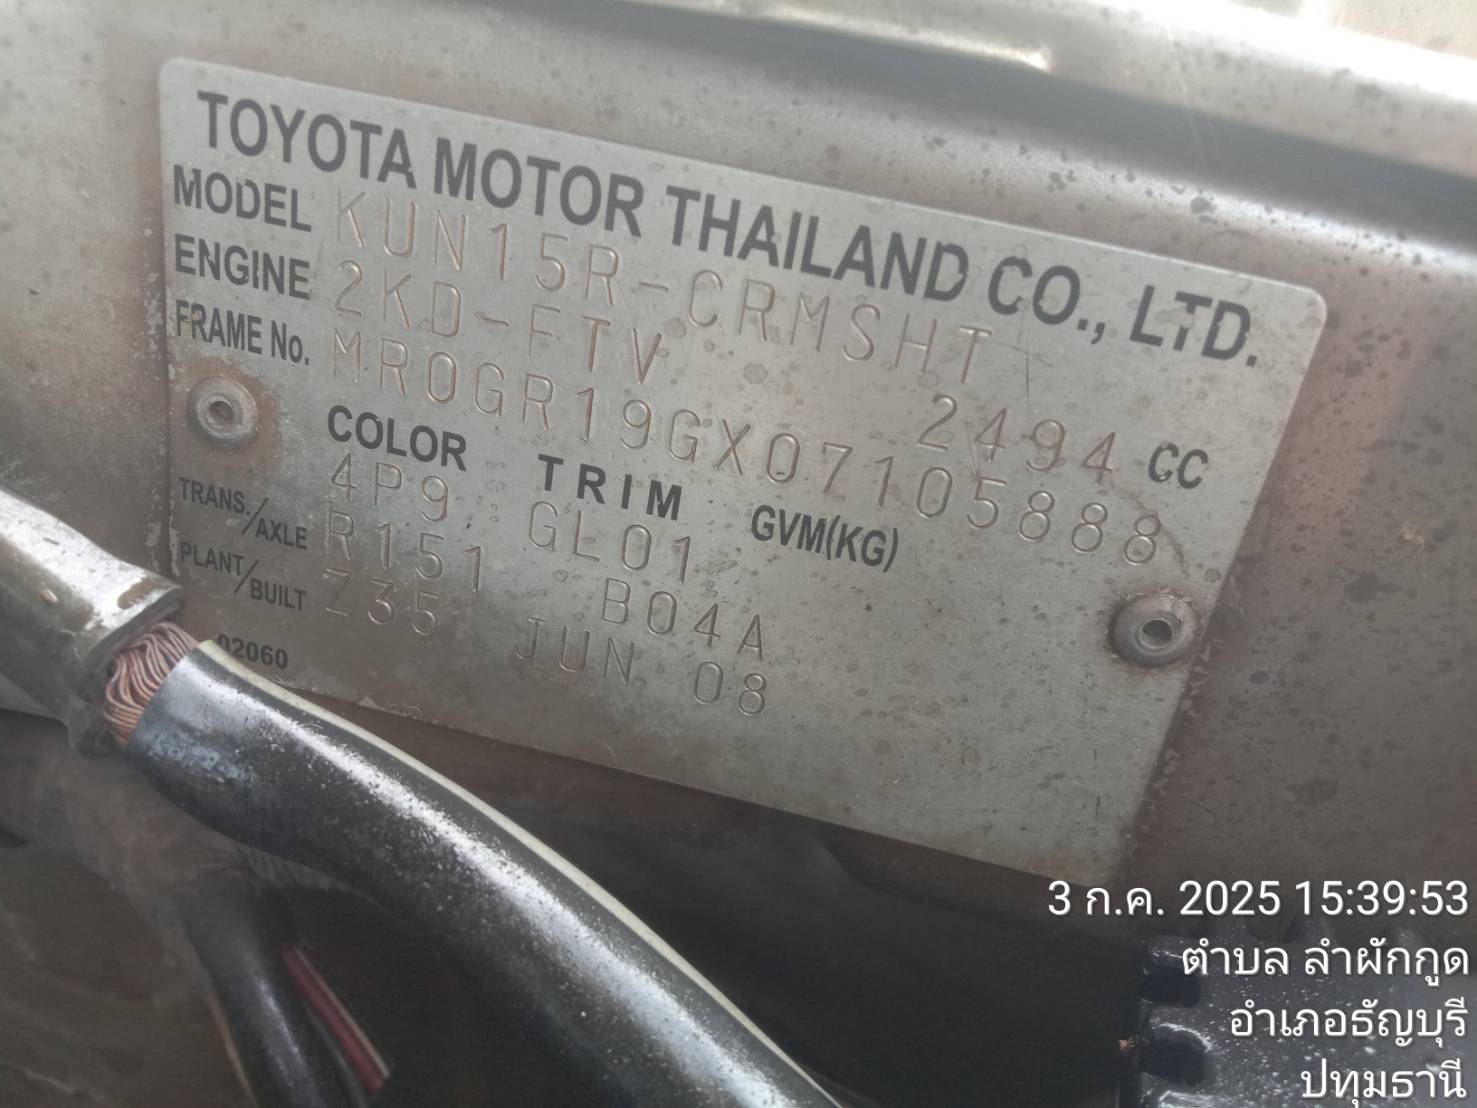 TOYOTA MOTOR THAILAND CO., LTD.
MODEL KUN15R-CRMSHT
ENGINE 2KD-FTV 2494 CC
FRAME No. MR0GR19GX07105888
COLOR TRIM GVM(KG)
4P9 GL01
TRANS./AXLE R151 B04A
PLANT/BUILT Z35 JUN 08
02060
3 ก.ค. 2025 15:39:53
ตำบล ลำผักกูด
อำเภอธัญบุรี
ปทุมธานี